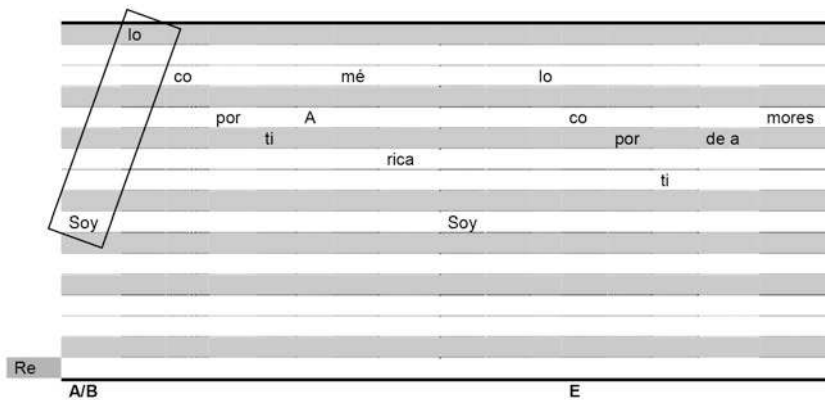 lo
co mé lo
por A co mores
ti por de a
rica
ti
Soy Soy
Re
A/B E